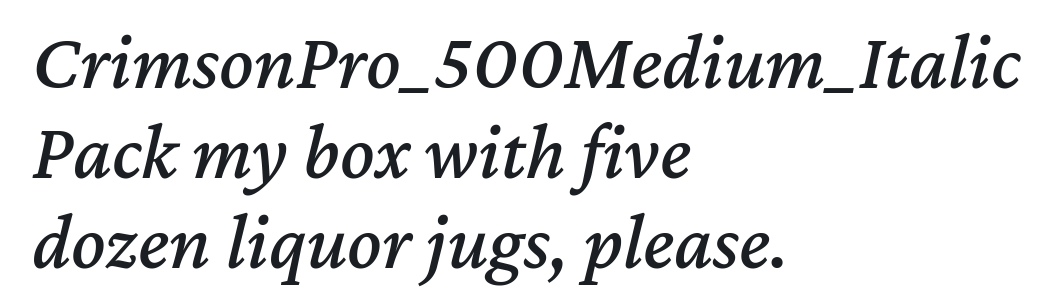 CrimsonPro_500Medium_Italic
Pack my box with five
dozen liquor jugs, please.